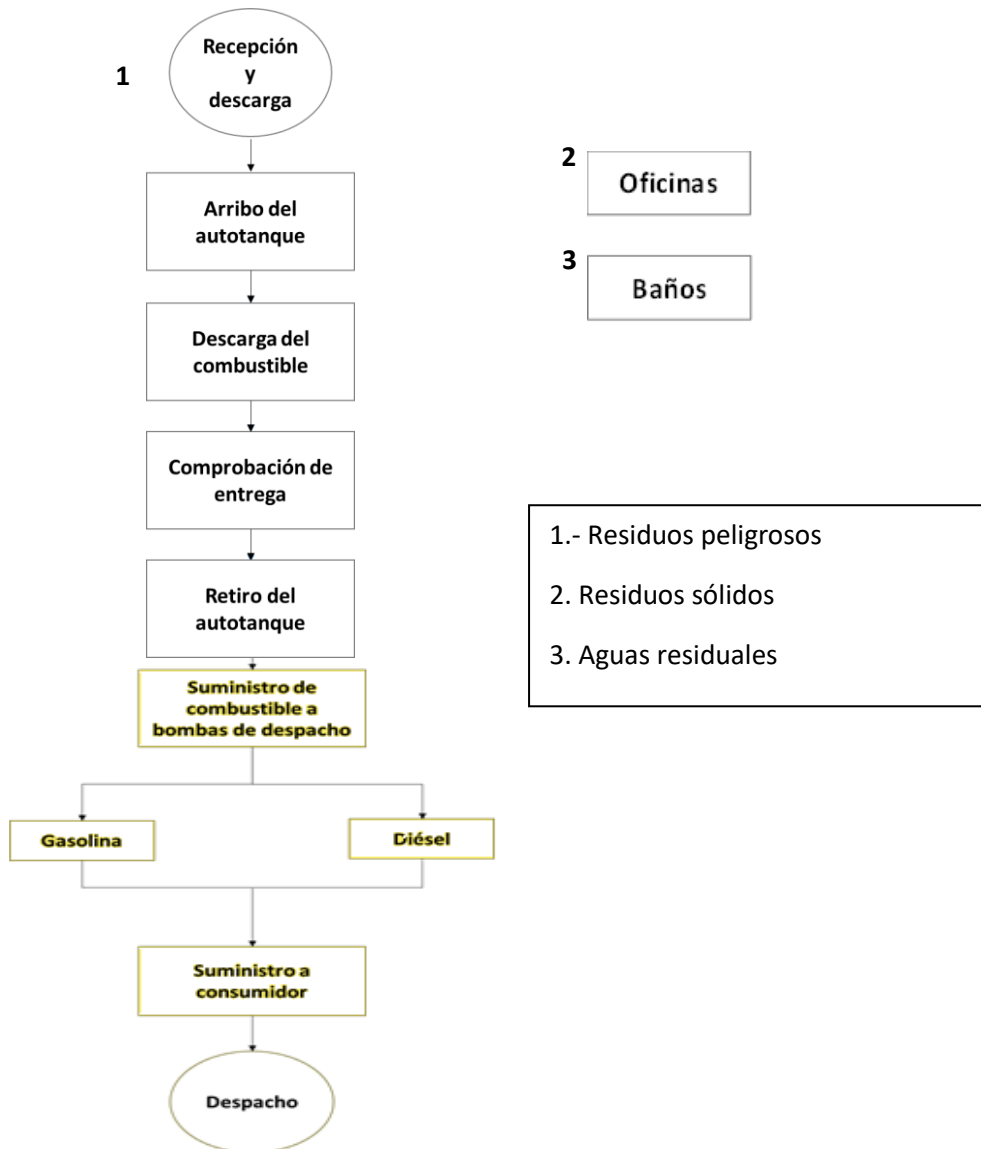 Recepción
y
descarga
1
Arribo del
autotanque
Descarga del
combustible
Comprobación de
entrega
Retiro del
autotanque
Suministro de
combustible a
bombas de despacho
Gasolina
Diésel
Suministro a
consumidor
Despacho
2
Oficinas
3
Baños
1.- Residuos peligrosos
2. Residuos sólidos
3. Aguas residuales